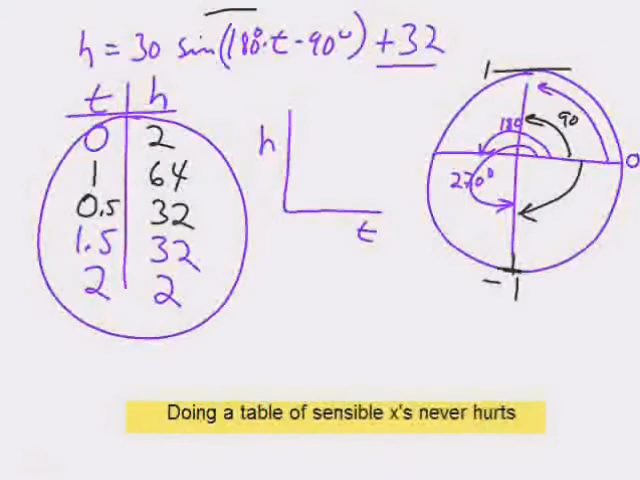 h = 30 sin(180°·t - 90°) + 32
t h
0 2
1 64
0.5 32
1.5 32
2 2
h
t
1
90
180
0
270°
-1
Doing a table of sensible x's never hurts